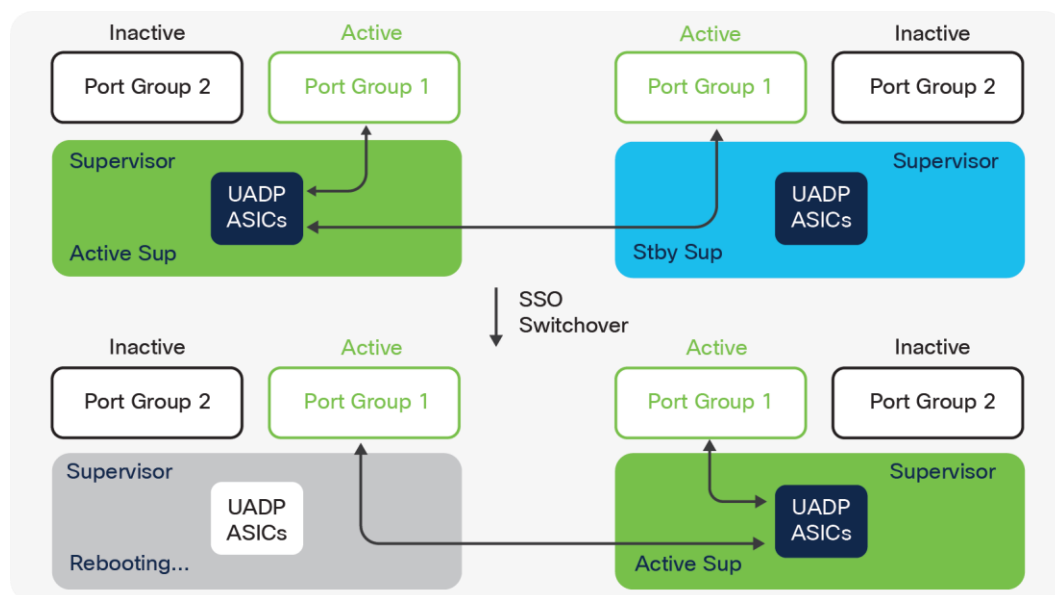 Inactive
Active
Active
Inactive
Port Group 2
Port Group 1
Port Group 1
Port Group 2
Supervisor
UADP
ASICs
Active Sup
Supervisor
UADP
ASICs
Stby Sup
SSO
Switchover
Inactive
Active
Active
Inactive
Port Group 2
Port Group 1
Port Group 1
Port Group 2
Supervisor
UADP
ASICs
Rebooting...
Supervisor
UADP
ASICs
Active Sup